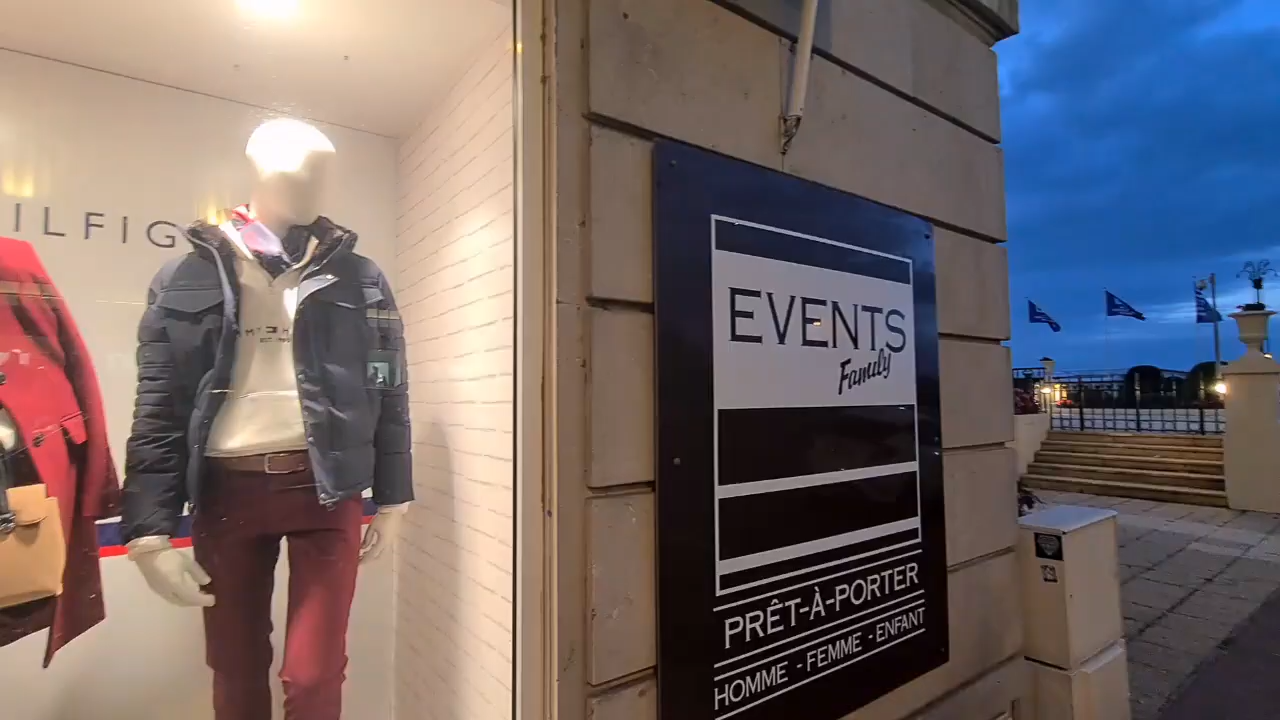 ILFIG
EVENTS
Family
PRÊT-À-PORTER
HOMME - FEMME - ENFANT